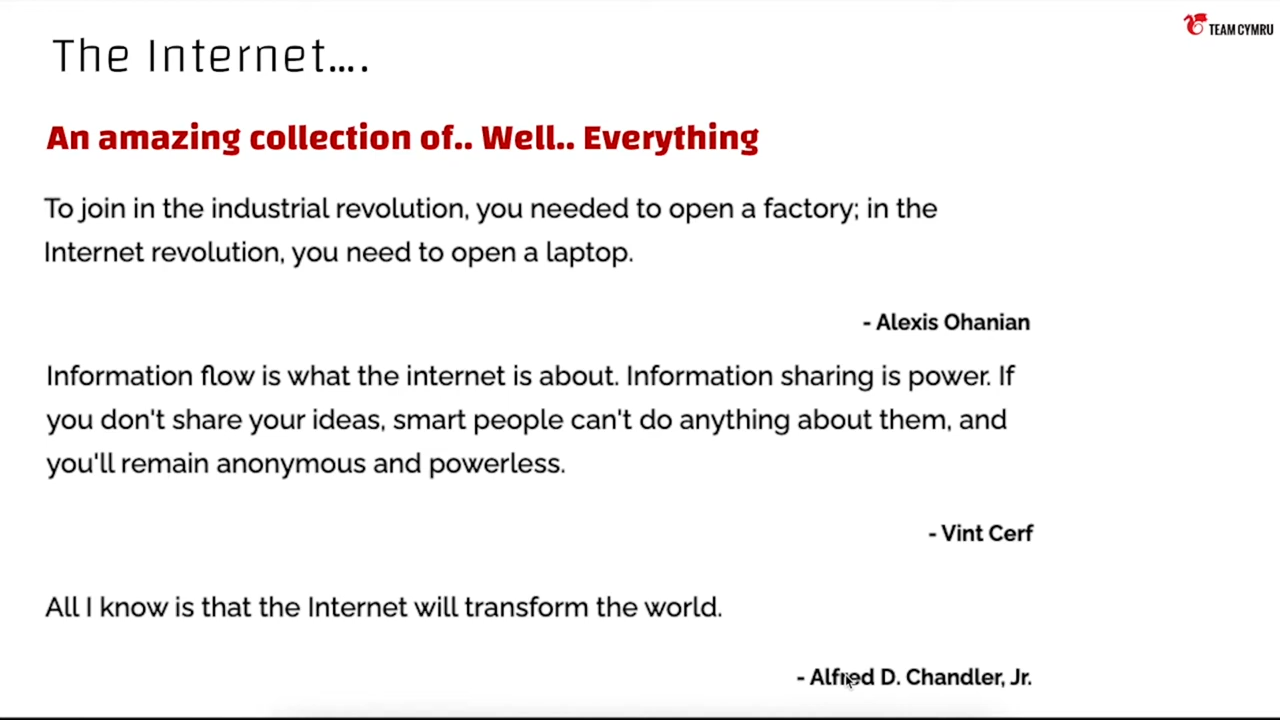 TEAM CYMRU
The Internet....
An amazing collection of.. Well.. Everything
To join in the industrial revolution, you needed to open a factory; in the
Internet revolution, you need to open a laptop.
- Alexis Ohanian
Information flow is what the internet is about. Information sharing is power. If
you don't share your ideas, smart people can't do anything about them, and
you'll remain anonymous and powerless.
- Vint Cerf
All I know is that the Internet will transform the world.
- Alfred D. Chandler, Jr.